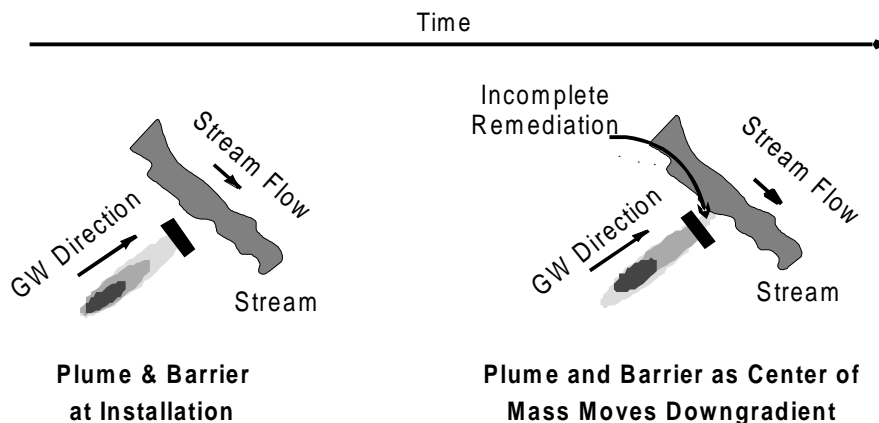 Time
Stream Flow
GW Direction
Stream
Plume & Barrier
at Installation
Incomplete
Remediation
Stream Flow
GW Direction
Stream
Plume and Barrier as Center of
Mass Moves Downgradient